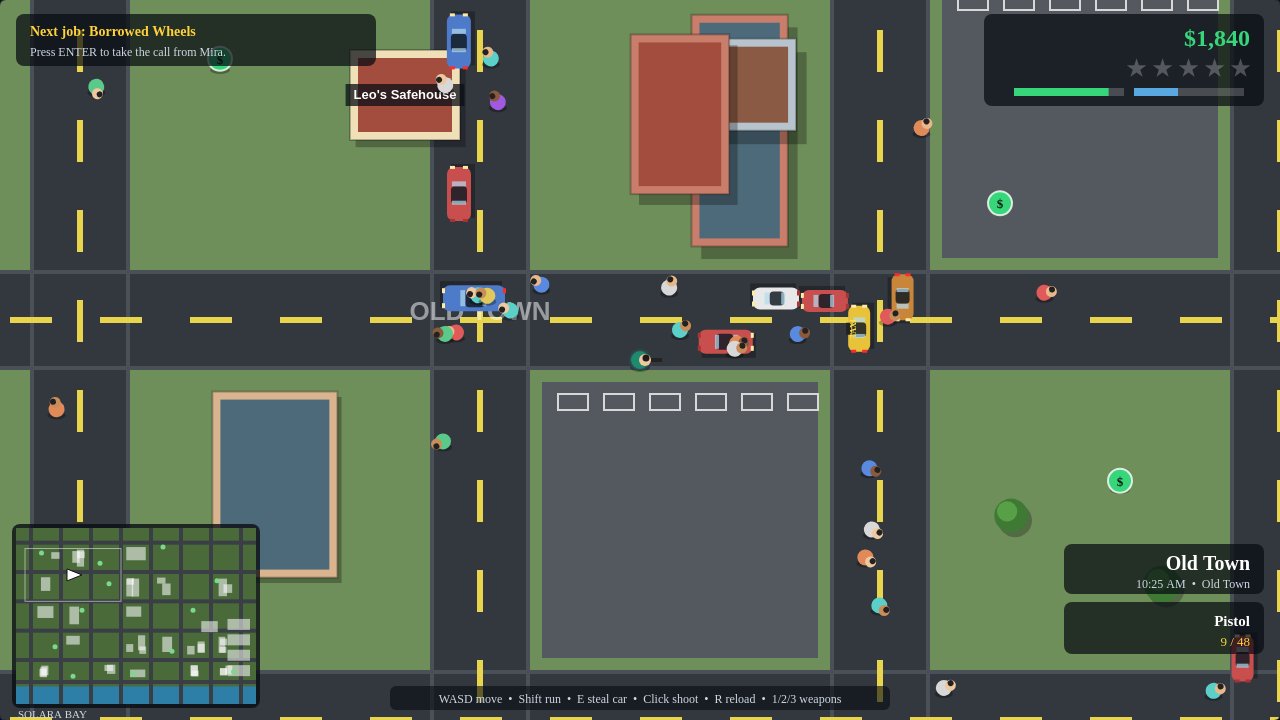 Next job: Borrowed Wheels
Press ENTER to take the call from Mira.
$
Leo's Safehouse
$1,840
$
OLD TOWN
TAXI
$
Old Town
10:25 AM • Old Town
Pistol
9 / 48
WASD move • Shift run • E steal car • Click shoot • R reload • 1/2/3 weapons
SOLARA BAY